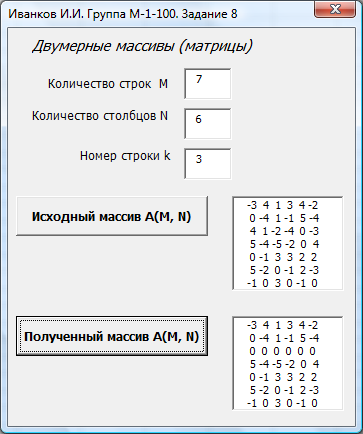 Иванков И.И. Группа М-1-100. Задание 8
Двумерные массивы (матрицы)
Количество строк М 7
Количество столбцов N 6
Номер строки k 3
Исходный массив А(М, N)
-3 4 1 3 4 -2
0 -4 1 -1 5 -4
4 1 -2 -4 0 -3
5 -4 -5 -2 0 4
0 -1 3 3 2 2
5 -2 0 -1 2 -3
-1 0 3 0 -1 0
Полученный массив А(М, N)
-3 4 1 3 4 -2
0 -4 1 -1 5 -4
0 0 0 0 0 0
5 -4 -5 -2 0 4
0 -1 3 3 2 2
5 -2 0 -1 2 -3
-1 0 3 0 -1 0